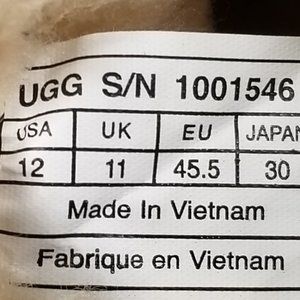 UGG S/N 1001546
USA UK EU JAPAN
12 11 45.5 30
Made In Vietnam
Fabrique en Vietnam